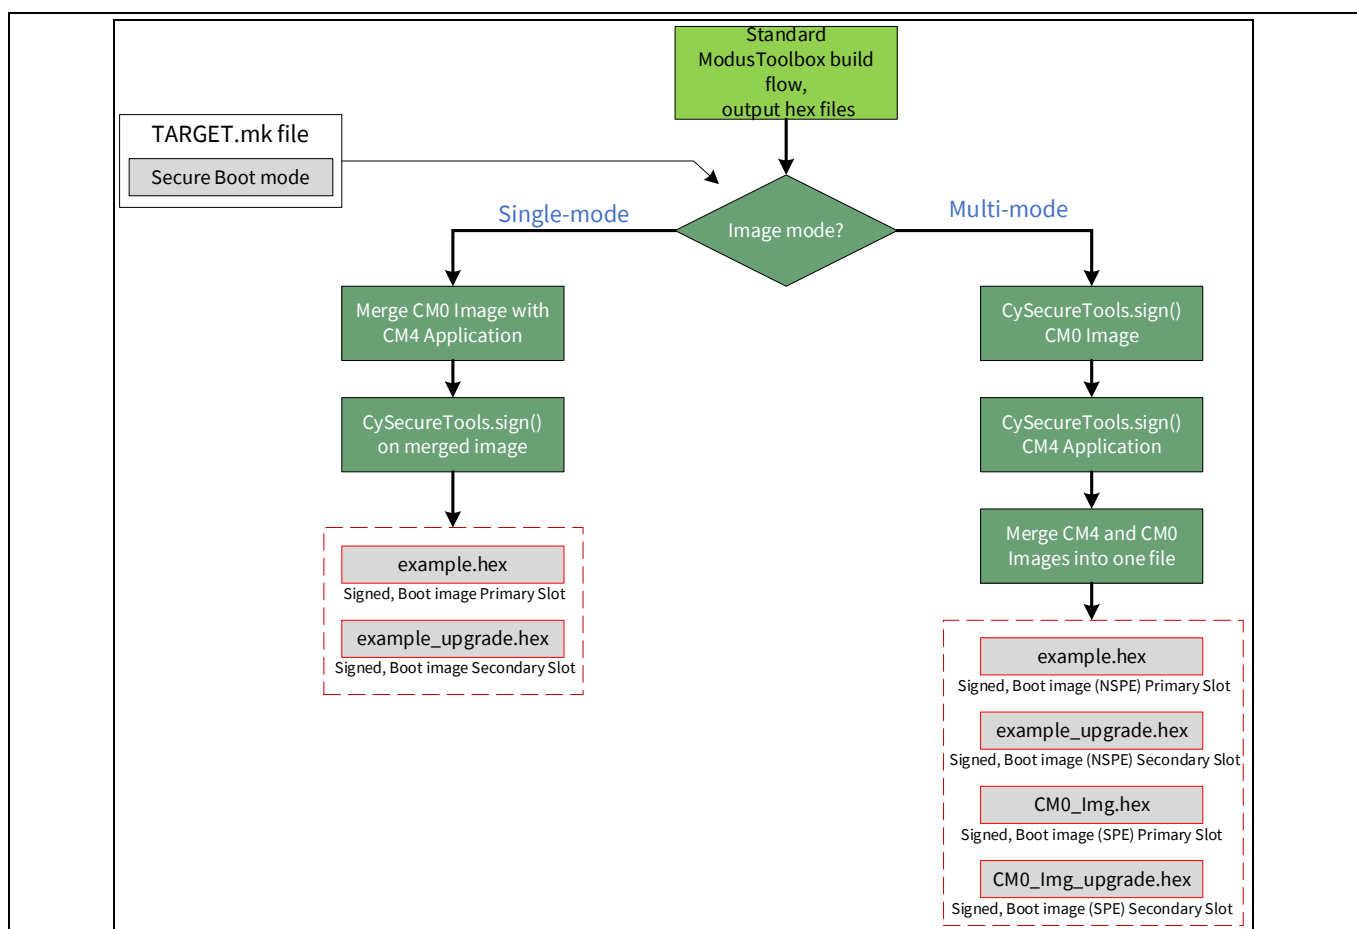 Standard
ModusToolbox build
flow,
output hex files
TARGET.mk file
Secure Boot mode
Single-mode
Image mode?
Multi-mode
Merge CM0 Image with
CM4 Application
CySecureTools.sign()
on merged image
example.hex
Signed, Boot image Primary Slot
example_upgrade.hex
Signed, Boot image Secondary Slot
CySecureTools.sign()
CM0 Image
CySecureTools.sign()
CM4 Application
Merge CM4 and CM0
Images into one file
example.hex
Signed, Boot image (NSPE) Primary Slot
example_upgrade.hex
Signed, Boot image (NSPE) Secondary Slot
CM0_Img.hex
Signed, Boot image (SPE) Primary Slot
CM0_Img_upgrade.hex
Signed, Boot image (SPE) Secondary Slot